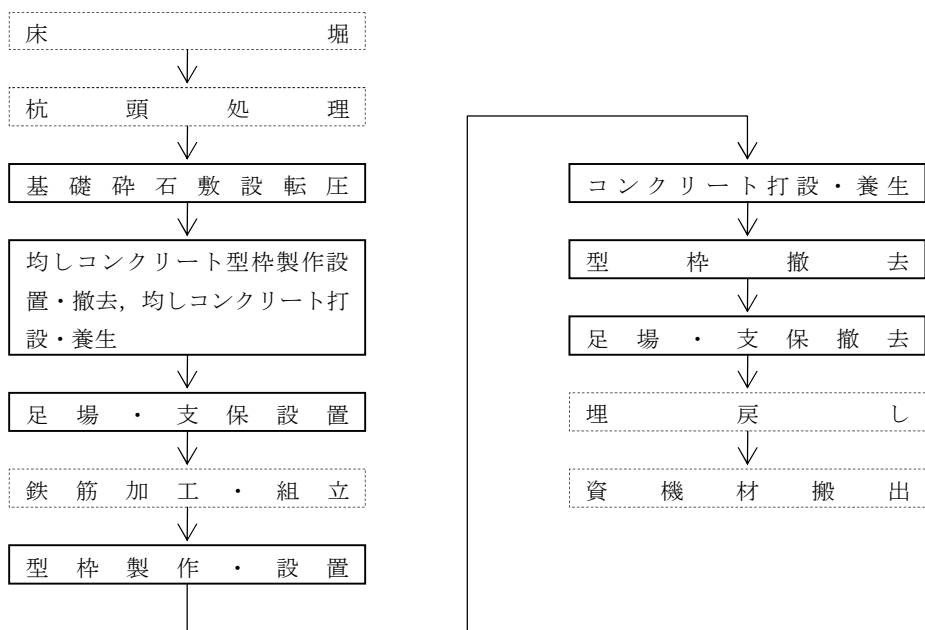 床堀
杭頭処理
基礎砕石敷設転圧
均しコンクリート型枠製作設
置・撤去，均しコンクリート打
設・養生
足場・支保設置
鉄筋加工・組立
型枠製作・設置
コンクリート打設・養生
型枠撤去
足場・支保撤去
埋戻し
資機材搬出